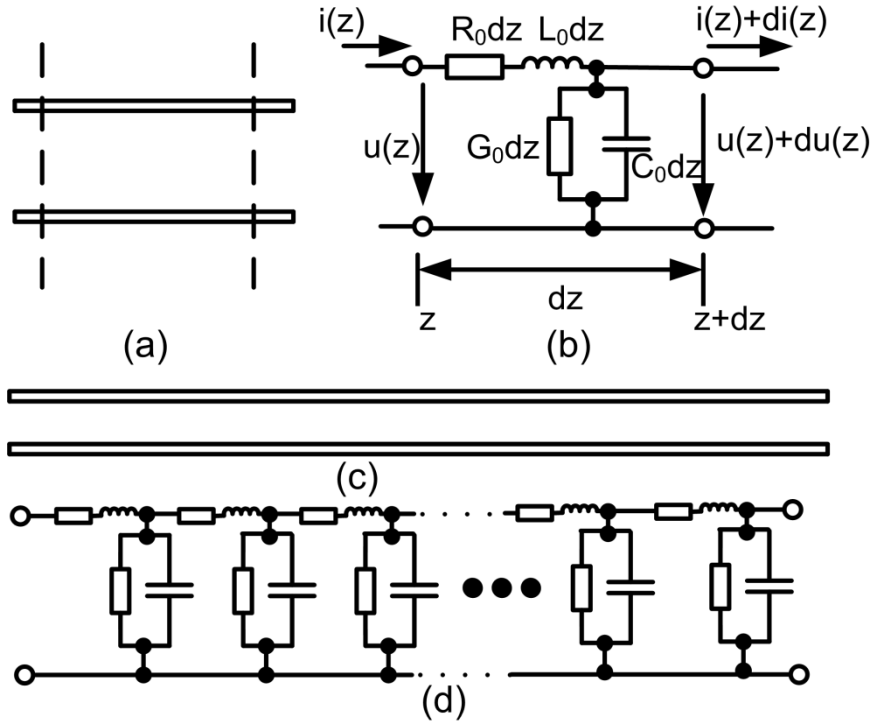 i(z)
R₀dz L₀dz
i(z)+di(z)
u(z)
G₀dz
C₀dz
u(z)+du(z)
dz
z
z+dz
(a)
(b)
(c)
(d)